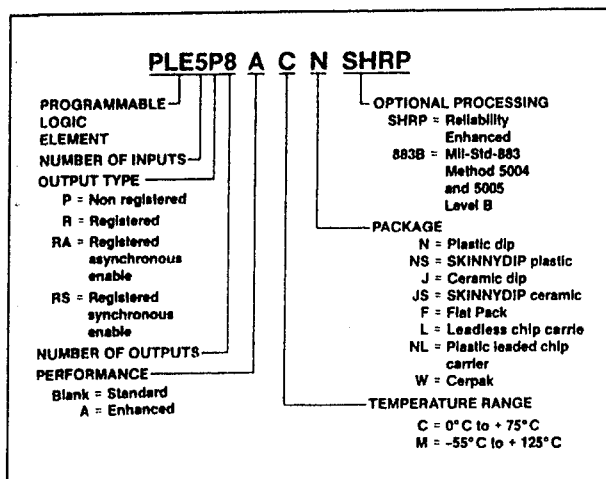 PLE5P8 A C N SHRP
PROGRAMMABLE
LOGIC
ELEMENT
NUMBER OF INPUTS
OUTPUT TYPE
P = Non registered
R = Registered
RA = Registered
asynchronous
enable
RS = Registered
synchronous
enable
NUMBER OF OUTPUTS
PERFORMANCE
Blank = Standard
A = Enhanced
OPTIONAL PROCESSING
SHRP = Reliability
Enhanced
883B = Mil-Std-883
Method 5004
and 5005
Level B
PACKAGE
N = Plastic dip
NS = SKINNYDIP plastic
J = Ceramic dip
JS = SKINNYDIP ceramic
F = Flat Pack
L = Leadless chip carrie
NL = Plastic leaded chip
carrier
W = Cerpak
TEMPERATURE RANGE
C = 0°C to + 75°C
M = -55°C to + 125°C